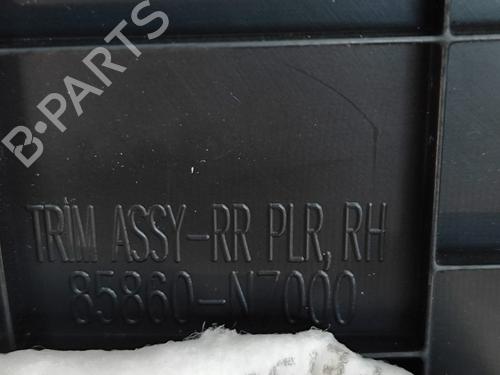 B-PARTS
TRIM ASSY-RR PLR, RH
85860-N7000